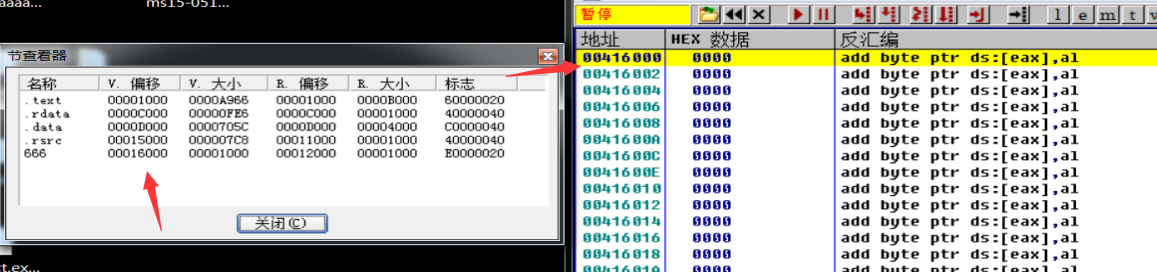 aaaa...
ms15-051...
节查看器
名称 V. 偏移 V. 大小 R. 偏移 R. 大小 标志
.text 00001000 0000A966 00001000 0000B000 60000020
.rdata 0000C000 00000FE6 0000C000 00001000 40000040
.data 0000D000 0000705C 0000D000 00004000 C0000040
.rsrc 00015000 000007C8 00011000 00001000 40000040
666 00016000 00001000 00012000 00001000 E0000020
关闭(C)
ct.ex...
暂停 l e m t
地址 HEX 数据 反汇编
00416000 0000 add byte ptr ds:[eax],al
00416002 0000 add byte ptr ds:[eax],al
00416004 0000 add byte ptr ds:[eax],al
00416006 0000 add byte ptr ds:[eax],al
00416008 0000 add byte ptr ds:[eax],al
0041600A 0000 add byte ptr ds:[eax],al
0041600C 0000 add byte ptr ds:[eax],al
0041600E 0000 add byte ptr ds:[eax],al
00416010 0000 add byte ptr ds:[eax],al
00416012 0000 add byte ptr ds:[eax],al
00416014 0000 add byte ptr ds:[eax],al
00416016 0000 add byte ptr ds:[eax],al
00416018 0000 add byte ptr ds:[eax],al
0041601A 0000 add byte ptr ds:[eax],al